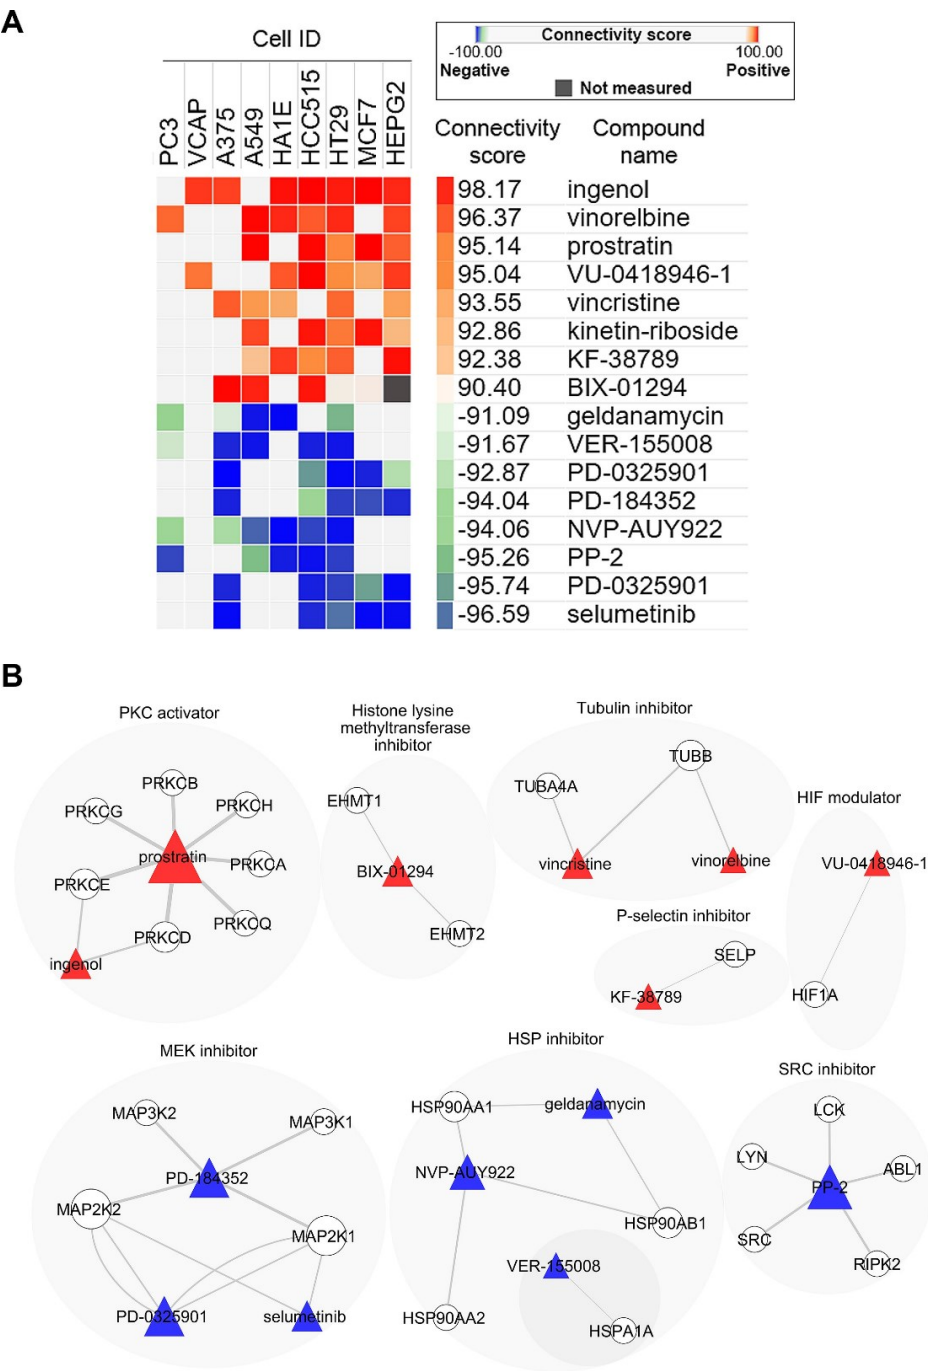 A
Cell ID
PC3
VCAP
A375
A549
HA1E
HCC515
HT29
MCF7
HEPG2
Connectivity score
-100.00 100.00
Negative Positive
Not measured
Connectivity score Compound name
98.17 ingenol
96.37 vinorelbine
95.14 prostratin
95.04 VU-0418946-1
93.55 vincristine
92.86 kinetin-riboside
92.38 KF-38789
90.40 BIX-01294
-91.09 geldanamycin
-91.67 VER-155008
-92.87 PD-0325901
-94.04 PD-184352
-94.06 NVP-AUY922
-95.26 PP-2
-95.74 PD-0325901
-96.59 selumetinib
B
PKC activator
PRKCB
PRKCG
PRKCH
prostratin
PRKCA
PRKCE
PRKCQ
PRKCD
ingenol
Histone lysine
methyltransferase
inhibitor
EHMT1
BIX-01294
EHMT2
Tubulin inhibitor
TUBB
TUBA4A
vincristine
vinorelbine
HIF modulator
VU-0418946-1
HIF1A
P-selectin inhibitor
SELP
KF-38789
MEK inhibitor
MAP3K2
MAP3K1
PD-184352
MAP2K2
MAP2K1
PD-0325901
selumetinib
HSP inhibitor
HSP90AA1
geldanamycin
NVP-AUY922
HSP90AB1
VER-155008
HSP90AA2
HSPA1A
SRC inhibitor
LCK
LYN
ABL1
PP-2
SRC
RIPK2